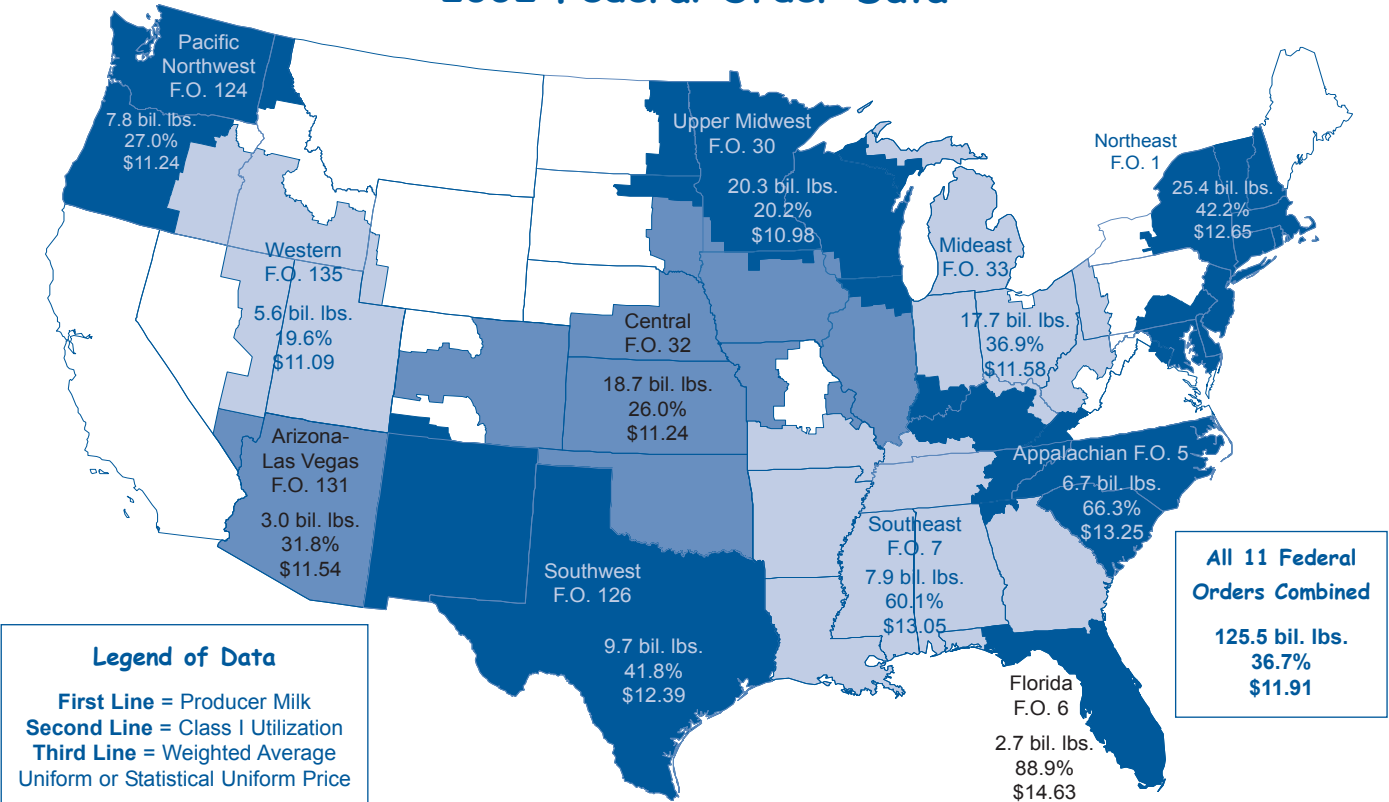 Federal Order Data
Pacific
Northwest
F.O. 124
7.8 bil. lbs.
27.0%
$11.24
Upper Midwest
F.O. 30
20.3 bil. lbs.
20.2%
$10.98
Northeast
F.O. 1
25.4 bil. lbs.
42.2%
$12.65
Western
F.O. 135
5.6 bil. lbs.
19.6%
$11.09
Mideast
F.O. 33
17.7 bil. lbs.
36.9%
$11.58
Central
F.O. 32
18.7 bil. lbs.
26.0%
$11.24
Arizona-
Las Vegas
F.O. 131
3.0 bil. lbs.
31.8%
$11.54
Appalachian F.O. 5
6.7 bil. lbs.
66.3%
$13.25
Southeast
F.O. 7
7.9 bil. lbs.
60.1%
$13.05
Southwest
F.O. 126
9.7 bil. lbs.
41.8%
$12.39
Florida
F.O. 6
2.7 bil. lbs.
88.9%
$14.63
All 11 Federal
Orders Combined
125.5 bil. lbs.
36.7%
$11.91
Legend of Data
First Line = Producer Milk
Second Line = Class I Utilization
Third Line = Weighted Average
Uniform or Statistical Uniform Price